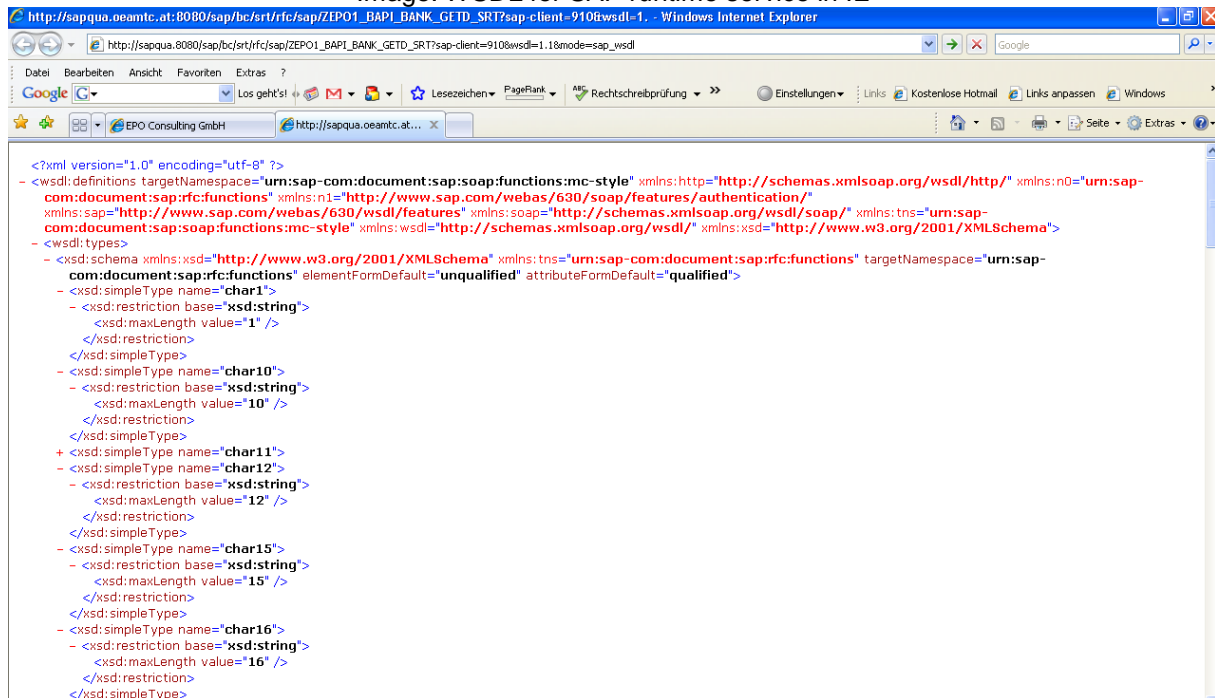 http://sapqua.oeamtc.at:8080/sap/bc/srt/rfc/sap/ZEPO1_BAPI_BANK_GETD_SRT?sap-client=910&wsdl=1. - Windows Internet Explorer
http://sapqua.8080/sap/bc/srt/rfc/sap/ZEPO1_BAPI_BANK_GETD_SRT?sap-client=910&wsdl=1.1&mode=sap_wsdl
Google
Datei Bearbeiten Ansicht Favoriten Extras ?
Google G Los geht's! Lesezeichen PageRank ABC Rechtschreibprüfung » Einstellungen Links Kostenlose Hotmail Links anpassen Windows
EPO Consulting GmbH http://sapqua.oeamtc.at... X Seite Extras
<?xml version="1.0" encoding="utf-8" ?>
- <wsdl:definitions targetNamespace="urn:sap-com:document:sap:soap:functions:mc-style" xmlns:http="http://schemas.xmlsoap.org/wsdl/http/" xmlns:n0="urn:sap-
com:document:sap:rfc:functions" xmlns:n1="http://www.sap.com/webas/630/soap/features/authentication/"
xmlns:sap="http://www.sap.com/webas/630/wsdl/features" xmlns:soap="http://schemas.xmlsoap.org/wsdl/soap/" xmlns:tns="urn:sap-
com:document:sap:soap:functions:mc-style" xmlns:wsdl="http://schemas.xmlsoap.org/wsdl/" xmlns:xsd="http://www.w3.org/2001/XMLSchema">
- <wsdl:types>
- <xsd:schema xmlns:xsd="http://www.w3.org/2001/XMLSchema" xmlns:tns="urn:sap-com:document:sap:rfc:functions" targetNamespace="urn:sap-
com:document:sap:rfc:functions" elementFormDefault="unqualified" attributeFormDefault="qualified">
- <xsd:simpleType name="char1">
- <xsd:restriction base="xsd:string">
<xsd:maxLength value="1" />
</xsd:restriction>
</xsd:simpleType>
- <xsd:simpleType name="char10">
- <xsd:restriction base="xsd:string">
<xsd:maxLength value="10" />
</xsd:restriction>
</xsd:simpleType>
+ <xsd:simpleType name="char11">
- <xsd:simpleType name="char12">
- <xsd:restriction base="xsd:string">
<xsd:maxLength value="12" />
</xsd:restriction>
</xsd:simpleType>
- <xsd:simpleType name="char15">
- <xsd:restriction base="xsd:string">
<xsd:maxLength value="15" />
</xsd:restriction>
</xsd:simpleType>
- <xsd:simpleType name="char16">
- <xsd:restriction base="xsd:string">
<xsd:maxLength value="16" />
</xsd:restriction>
</xsd:simpleType>